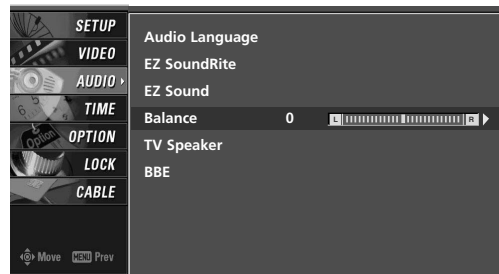 SETUP
VIDEO
AUDIO
TIME
OPTION
LOCK
CABLE
Move MENU Prev
Audio Language
EZ SoundRite
EZ Sound
Balance 0 L R
TV Speaker
BBE